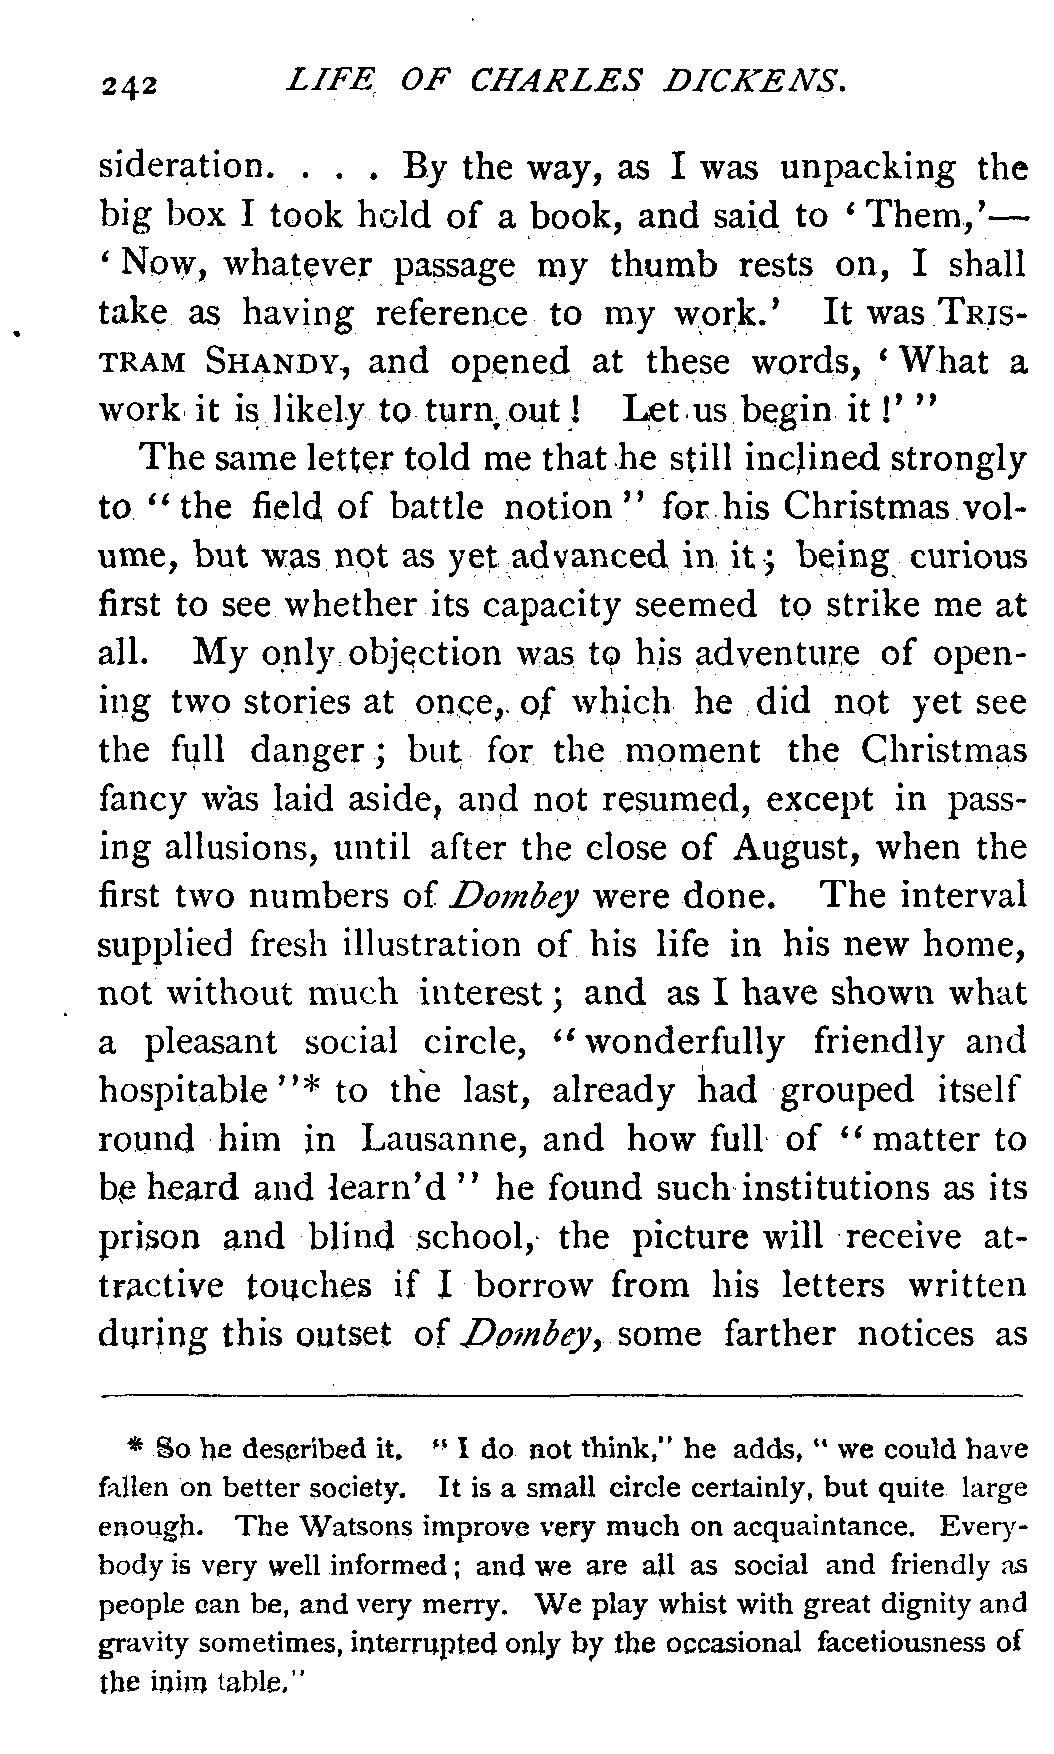 242 LIFE OF CHARLES DICKENS.
sideration. . . . By the way, as I was unpacking the
big box I took hold of a book, and said to ‘Them,’—
‘Now, whatever passage my thumb rests on, I shall
take as having reference to my work.’ It was TRIS-
TRAM SHANDY, and opened at these words, ‘What a
work it is likely to turn out! Let us begin it!’ ”
The same letter told me that he still inclined strongly
to “the field of battle notion” for his Christmas vol-
ume, but was not as yet advanced in it; being curious
first to see whether its capacity seemed to strike me at
all. My only objection was to his adventure of open-
ing two stories at once, of which he did not yet see
the full danger; but for the moment the Christmas
fancy was laid aside, and not resumed, except in pass-
ing allusions, until after the close of August, when the
first two numbers of Dombey were done. The interval
supplied fresh illustration of his life in his new home,
not without much interest; and as I have shown what
a pleasant social circle, “wonderfully friendly and
hospitable”* to the last, already had grouped itself
round him in Lausanne, and how full of “matter to
be heard and learn’d” he found such institutions as its
prison and blind school, the picture will receive at-
tractive touches if I borrow from his letters written
during this outset of Dombey, some farther notices as
* So he described it. “I do not think,” he adds, “we could have
fallen on better society. It is a small circle certainly, but quite large
enough. The Watsons improve very much on acquaintance. Every-
body is very well informed; and we are all as social and friendly as
people can be, and very merry. We play whist with great dignity and
gravity sometimes, interrupted only by the occasional facetiousness of
the inim table.”